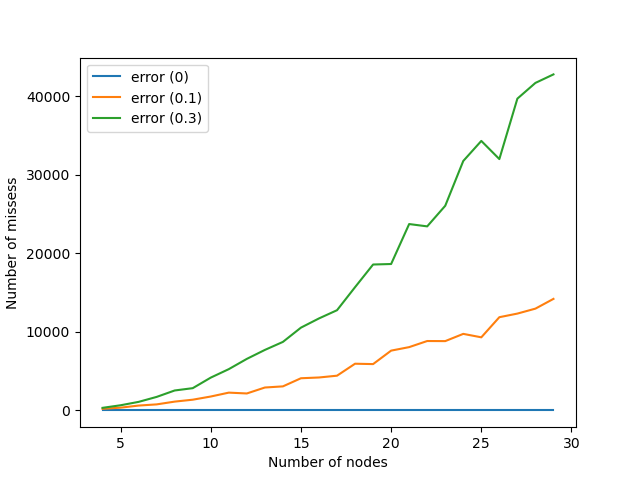 error (0)
error (0.1)
error (0.3)
Number of missess
40000
30000
20000
10000
0
5 10 15 20 25 30
Number of nodes